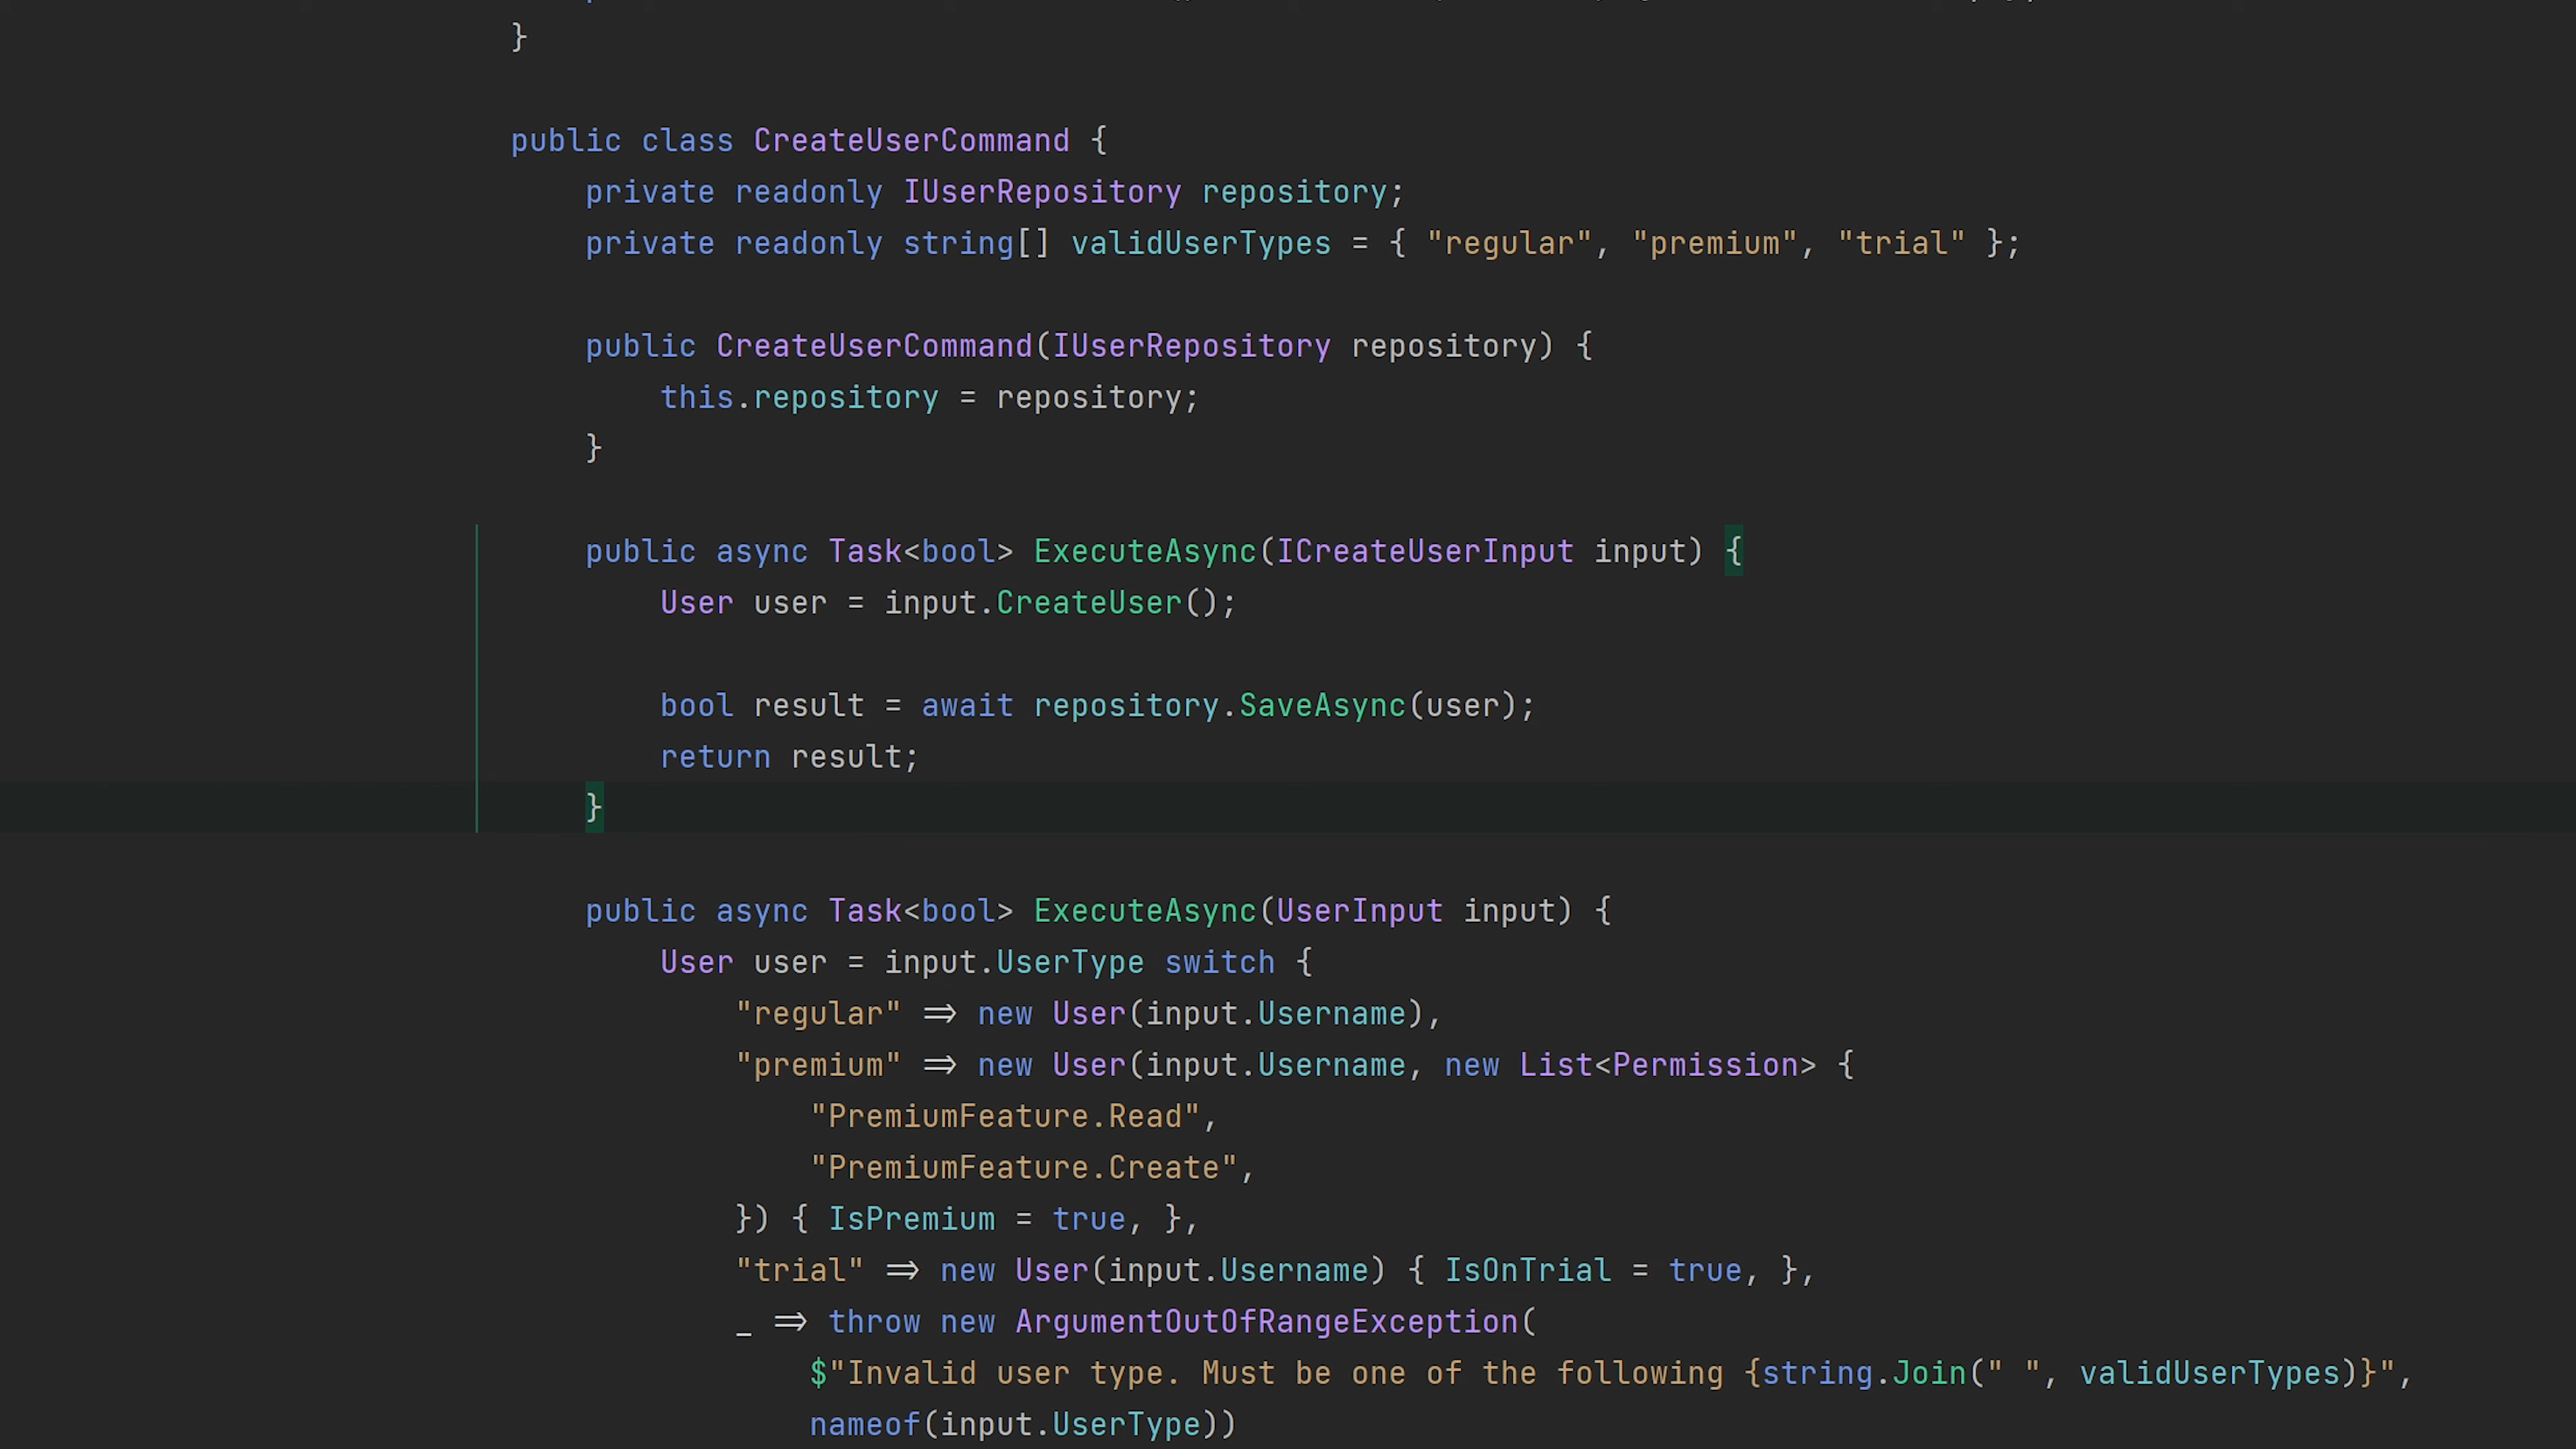 }
public class CreateUserCommand {
private readonly IUserRepository repository;
private readonly string[] validUserTypes = { "regular", "premium", "trial" };
public CreateUserCommand(IUserRepository repository) {
this.repository = repository;
}
public async Task<bool> ExecuteAsync(ICreateUserInput input) {
User user = input.CreateUser();
bool result = await repository.SaveAsync(user);
return result;
}
public async Task<bool> ExecuteAsync(UserInput input) {
User user = input.UserType switch {
"regular" => new User(input.Username),
"premium" => new User(input.Username, new List<Permission> {
"PremiumFeature.Read",
"PremiumFeature.Create",
}) { IsPremium = true, },
"trial" => new User(input.Username) { IsOnTrial = true, },
_ => throw new ArgumentOutOfRangeException(
$"Invalid user type. Must be one of the following {string.Join(" ", validUserTypes)}",
nameof(input.UserType))